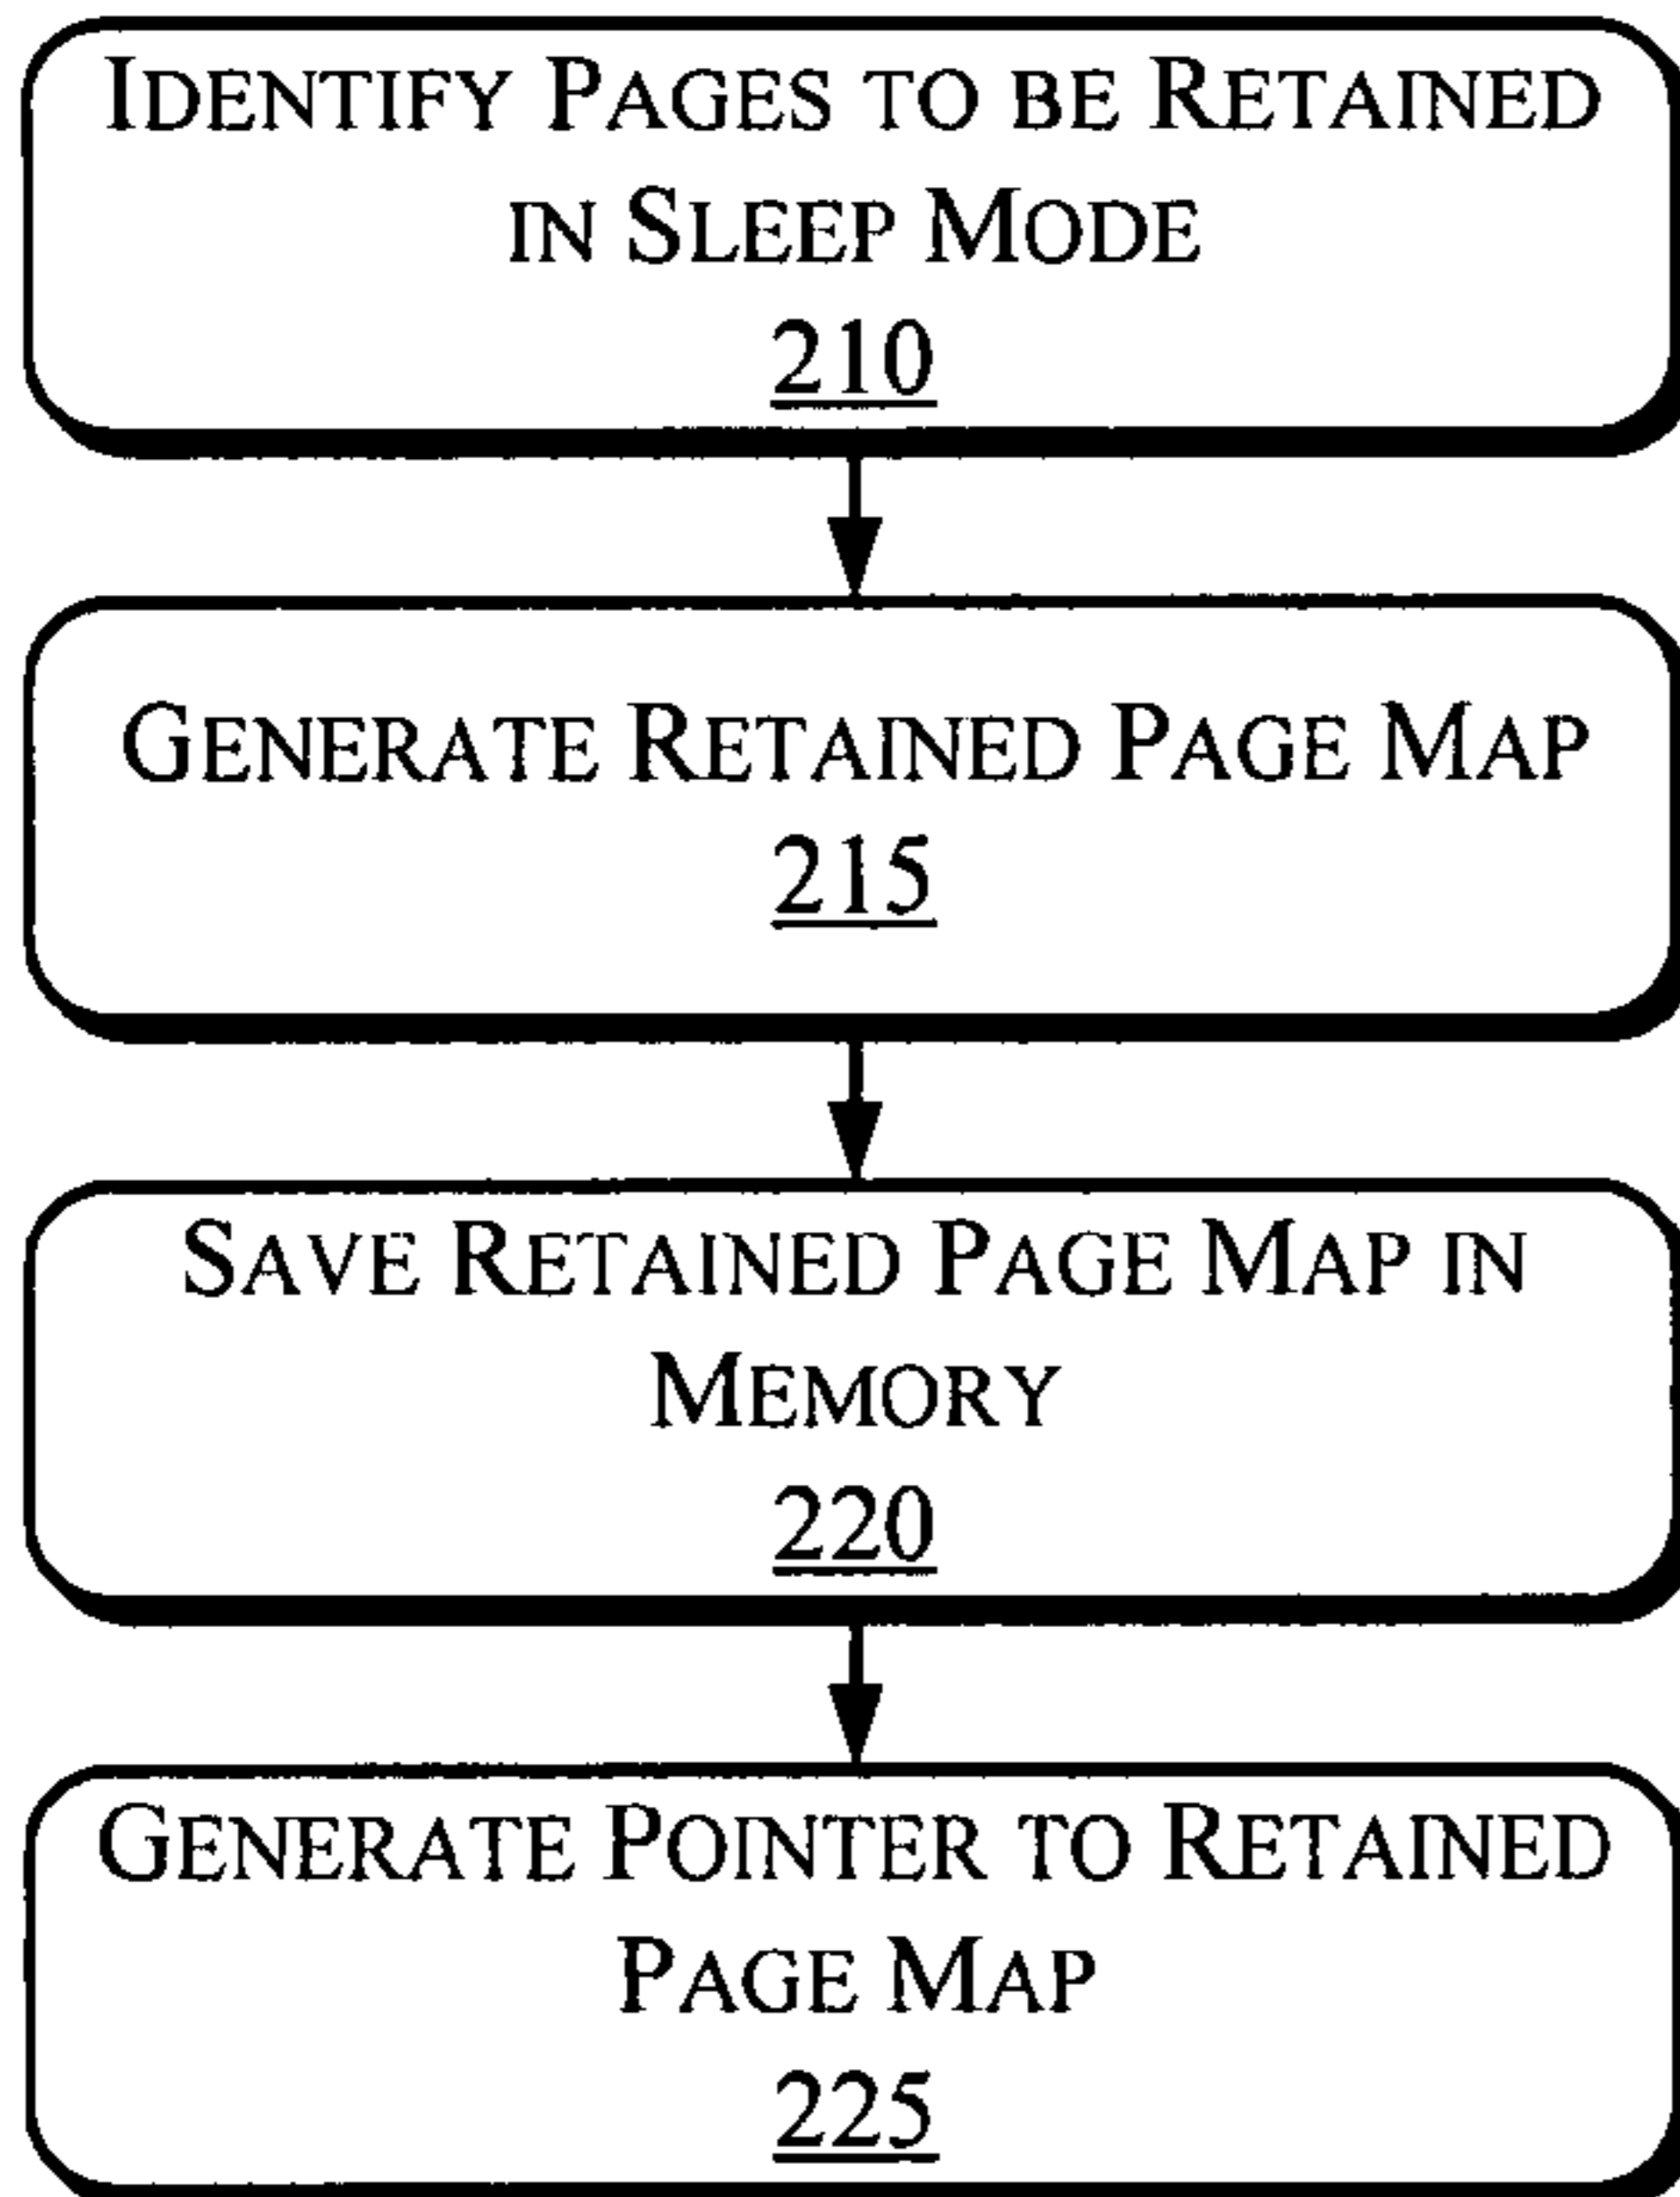 IDENTIFY PAGES TO BE RETAINED
IN SLEEP MODE
210
GENERATE RETAINED PAGE MAP
215
SAVE RETAINED PAGE MAP IN
MEMORY
220
GENERATE POINTER TO RETAINED
PAGE MAP
225